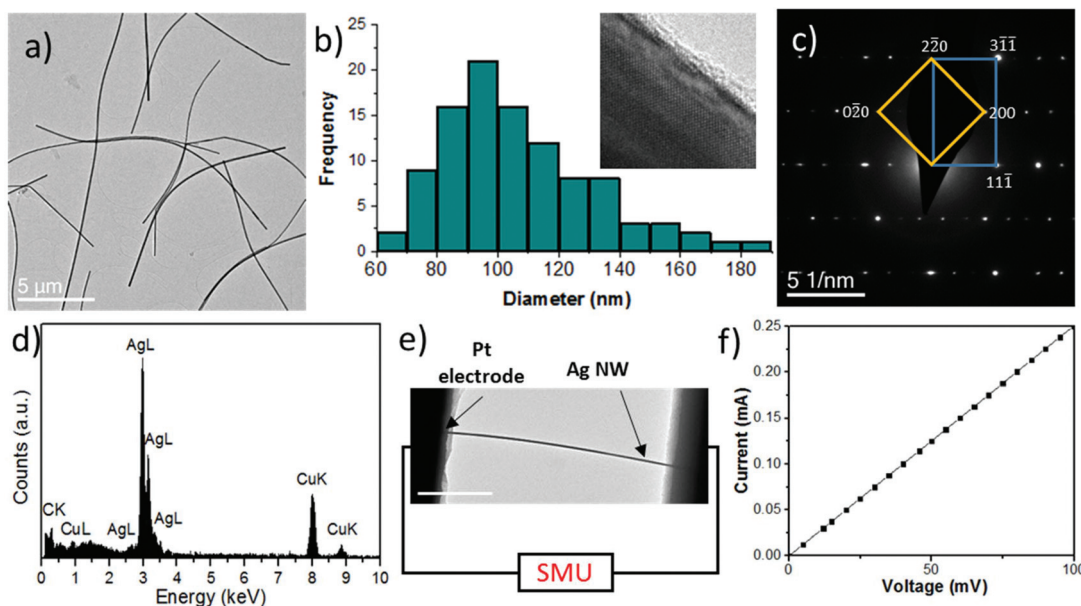 a)
5 µm
b)
25
20
15
10
5
0
Frequency
60 80 100 120 140 160 180
Diameter (nm)
c)
22̅0
31̅1̅
02̅0
200
111̅
5 1/nm
d)
AgL
AgL
CuK
CK
CuL
AgL
AgL
CuK
Counts (a.u.)
0 1 2 3 4 5 6 7 8 9 10
Energy (keV)
e)
Pt
electrode
Ag NW
SMU
f)
0.25
0.20
0.15
0.10
0.05
0.00
Current (mA)
0 50 100
Voltage (mV)